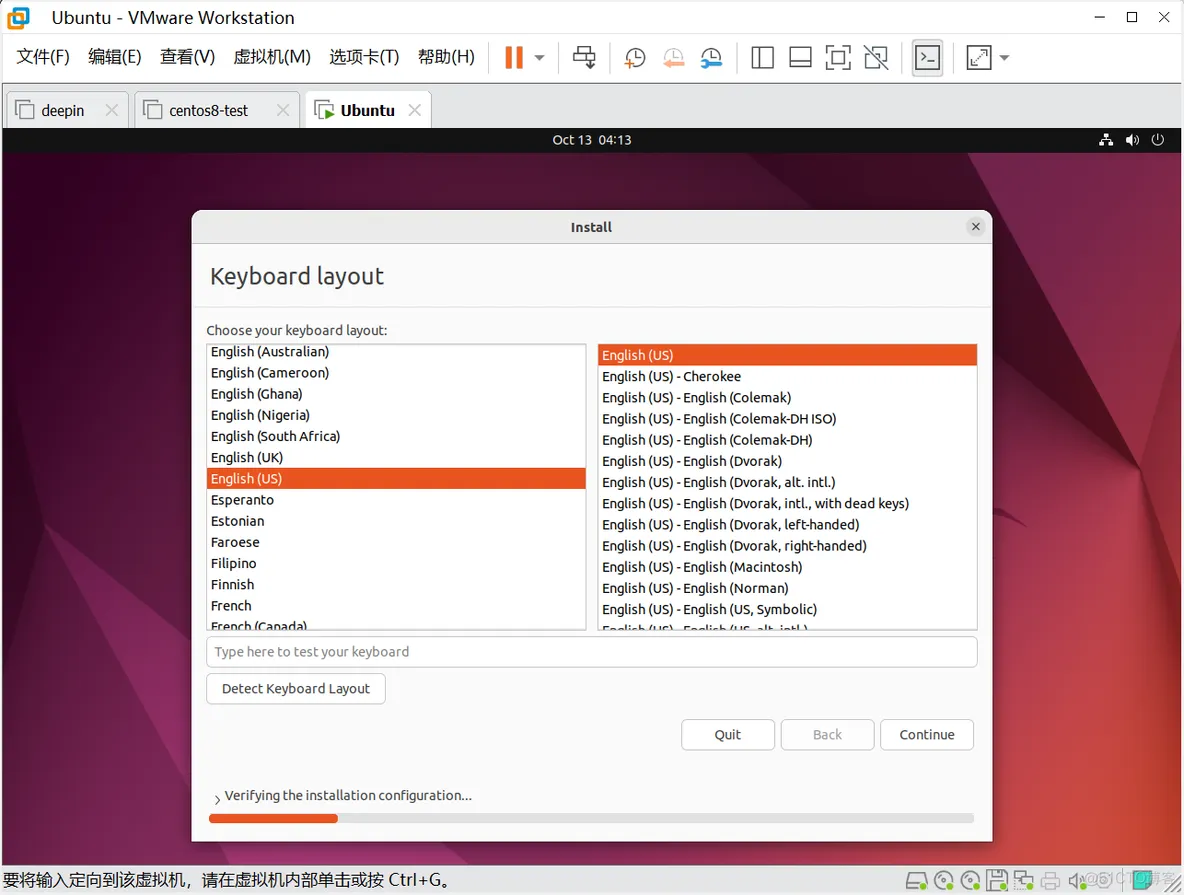 Ubuntu - VMware Workstation
文件(F) 编辑(E) 查看(V) 虚拟机(M) 选项卡(T) 帮助(H)
deepin centos8-test Ubuntu
Oct 13 04:13
Install
Keyboard layout
Choose your keyboard layout:
English (Australian)
English (Cameroon)
English (Ghana)
English (Nigeria)
English (South Africa)
English (UK)
English (US)
Esperanto
Estonian
Faroese
Filipino
Finnish
French
French (Canada)
English (US)
English (US) - Cherokee
English (US) - English (Colemak)
English (US) - English (Colemak-DH ISO)
English (US) - English (Colemak-DH)
English (US) - English (Dvorak)
English (US) - English (Dvorak, alt. intl.)
English (US) - English (Dvorak, intl., with dead keys)
English (US) - English (Dvorak, left-handed)
English (US) - English (Dvorak, right-handed)
English (US) - English (Macintosh)
English (US) - English (Norman)
English (US) - English (US, Symbolic)
English (US) - English (US, alt. intl.)
Type here to test your keyboard
Detect Keyboard Layout
Quit Back Continue
Verifying the installation configuration...
要将输入定向到该虚拟机，请在虚拟机内部单击或按 Ctrl+G。
@51CTO博客